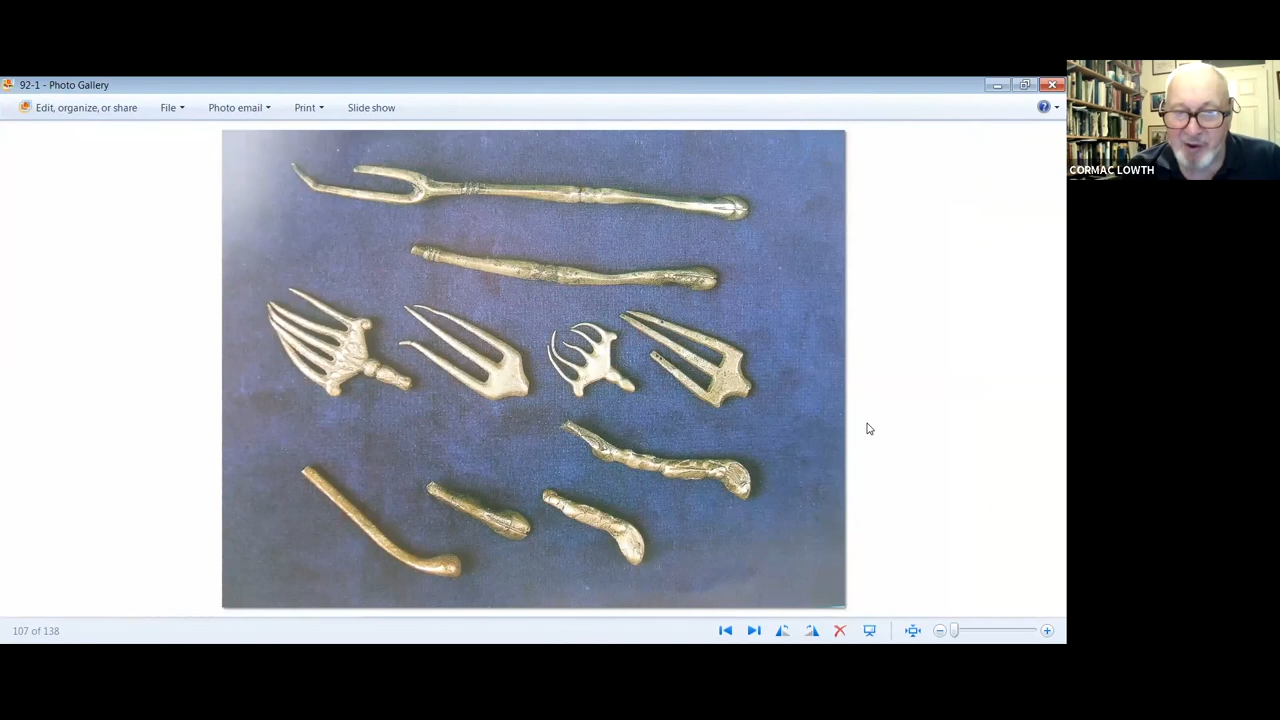 92-1 - Photo Gallery
Edit, organize, or share File Photo email Print Slide show
CORMAC LOWTH
107 of 138